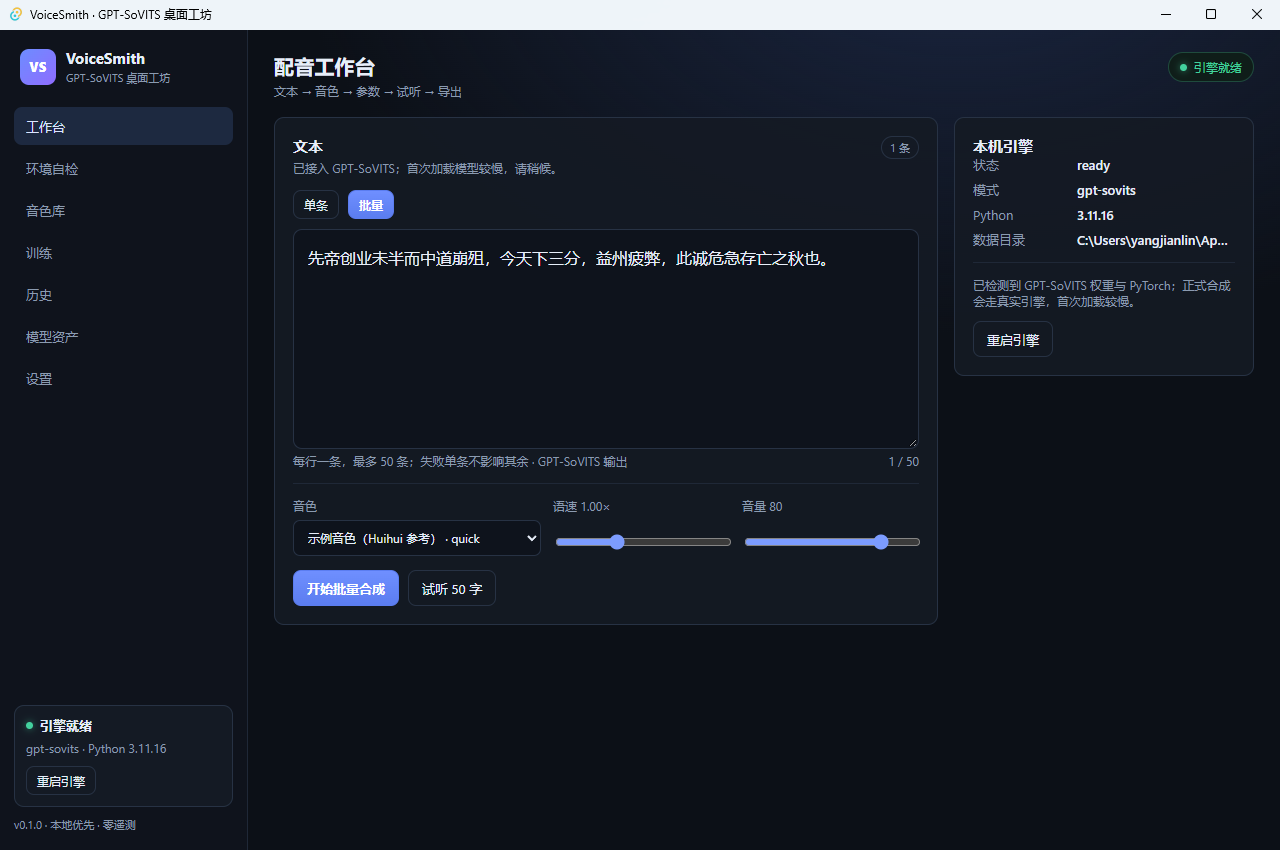 VoiceSmith · GPT-SoVITS 桌面工坊
VS
VoiceSmith
GPT-SoVITS 桌面工坊
工作台
环境自检
音色库
训练
历史
模型资产
设置
引擎就绪
gpt-sovits · Python 3.11.16
重启引擎
v0.1.0 · 本地优先 · 零遥测
配音工作台
文本 → 音色 → 参数 → 试听 → 导出
引擎就绪
文本
1 条
已接入 GPT-SoVITS；首次加载模型较慢，请稍候。
单条
批量
先帝创业未半而中道崩殂，今天下三分，益州疲弊，此诚危急存亡之秋也。
每行一条，最多 50 条；失败单条不影响其余 · GPT-SoVITS 输出
1 / 50
音色
语速 1.00×
音量 80
示例音色（Huihui 参考） · quick
开始批量合成
试听 50 字
本机引擎
状态 ready
模式 gpt-sovits
Python 3.11.16
数据目录 C:\Users\yangjianlin\Ap...
已检测到 GPT-SoVITS 权重与 PyTorch；正式合成
会走真实引擎，首次加载较慢。
重启引擎